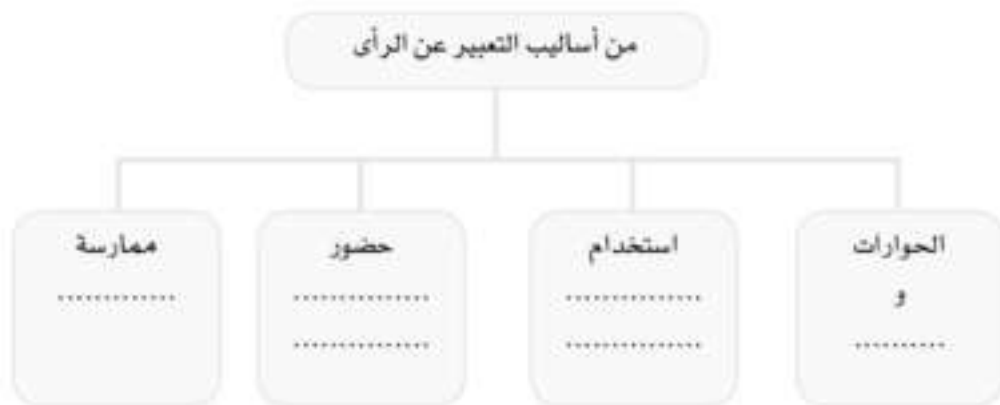 من أساليب التعبير عن الرأى
الحوارات
و
..........
استخدام
...............
...............
حضور
...............
...............
ممارسة
.............